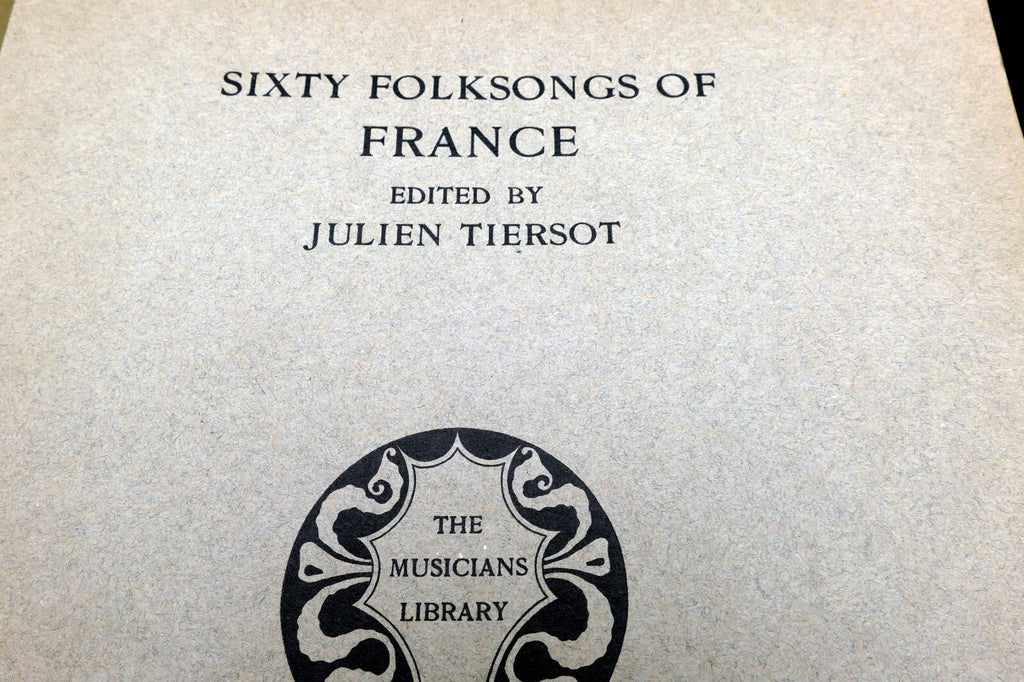 SIXTY FOLKSONGS OF
FRANCE
EDITED BY
JULIEN TIERSOT
THE
MUSICIANS
LIBRARY